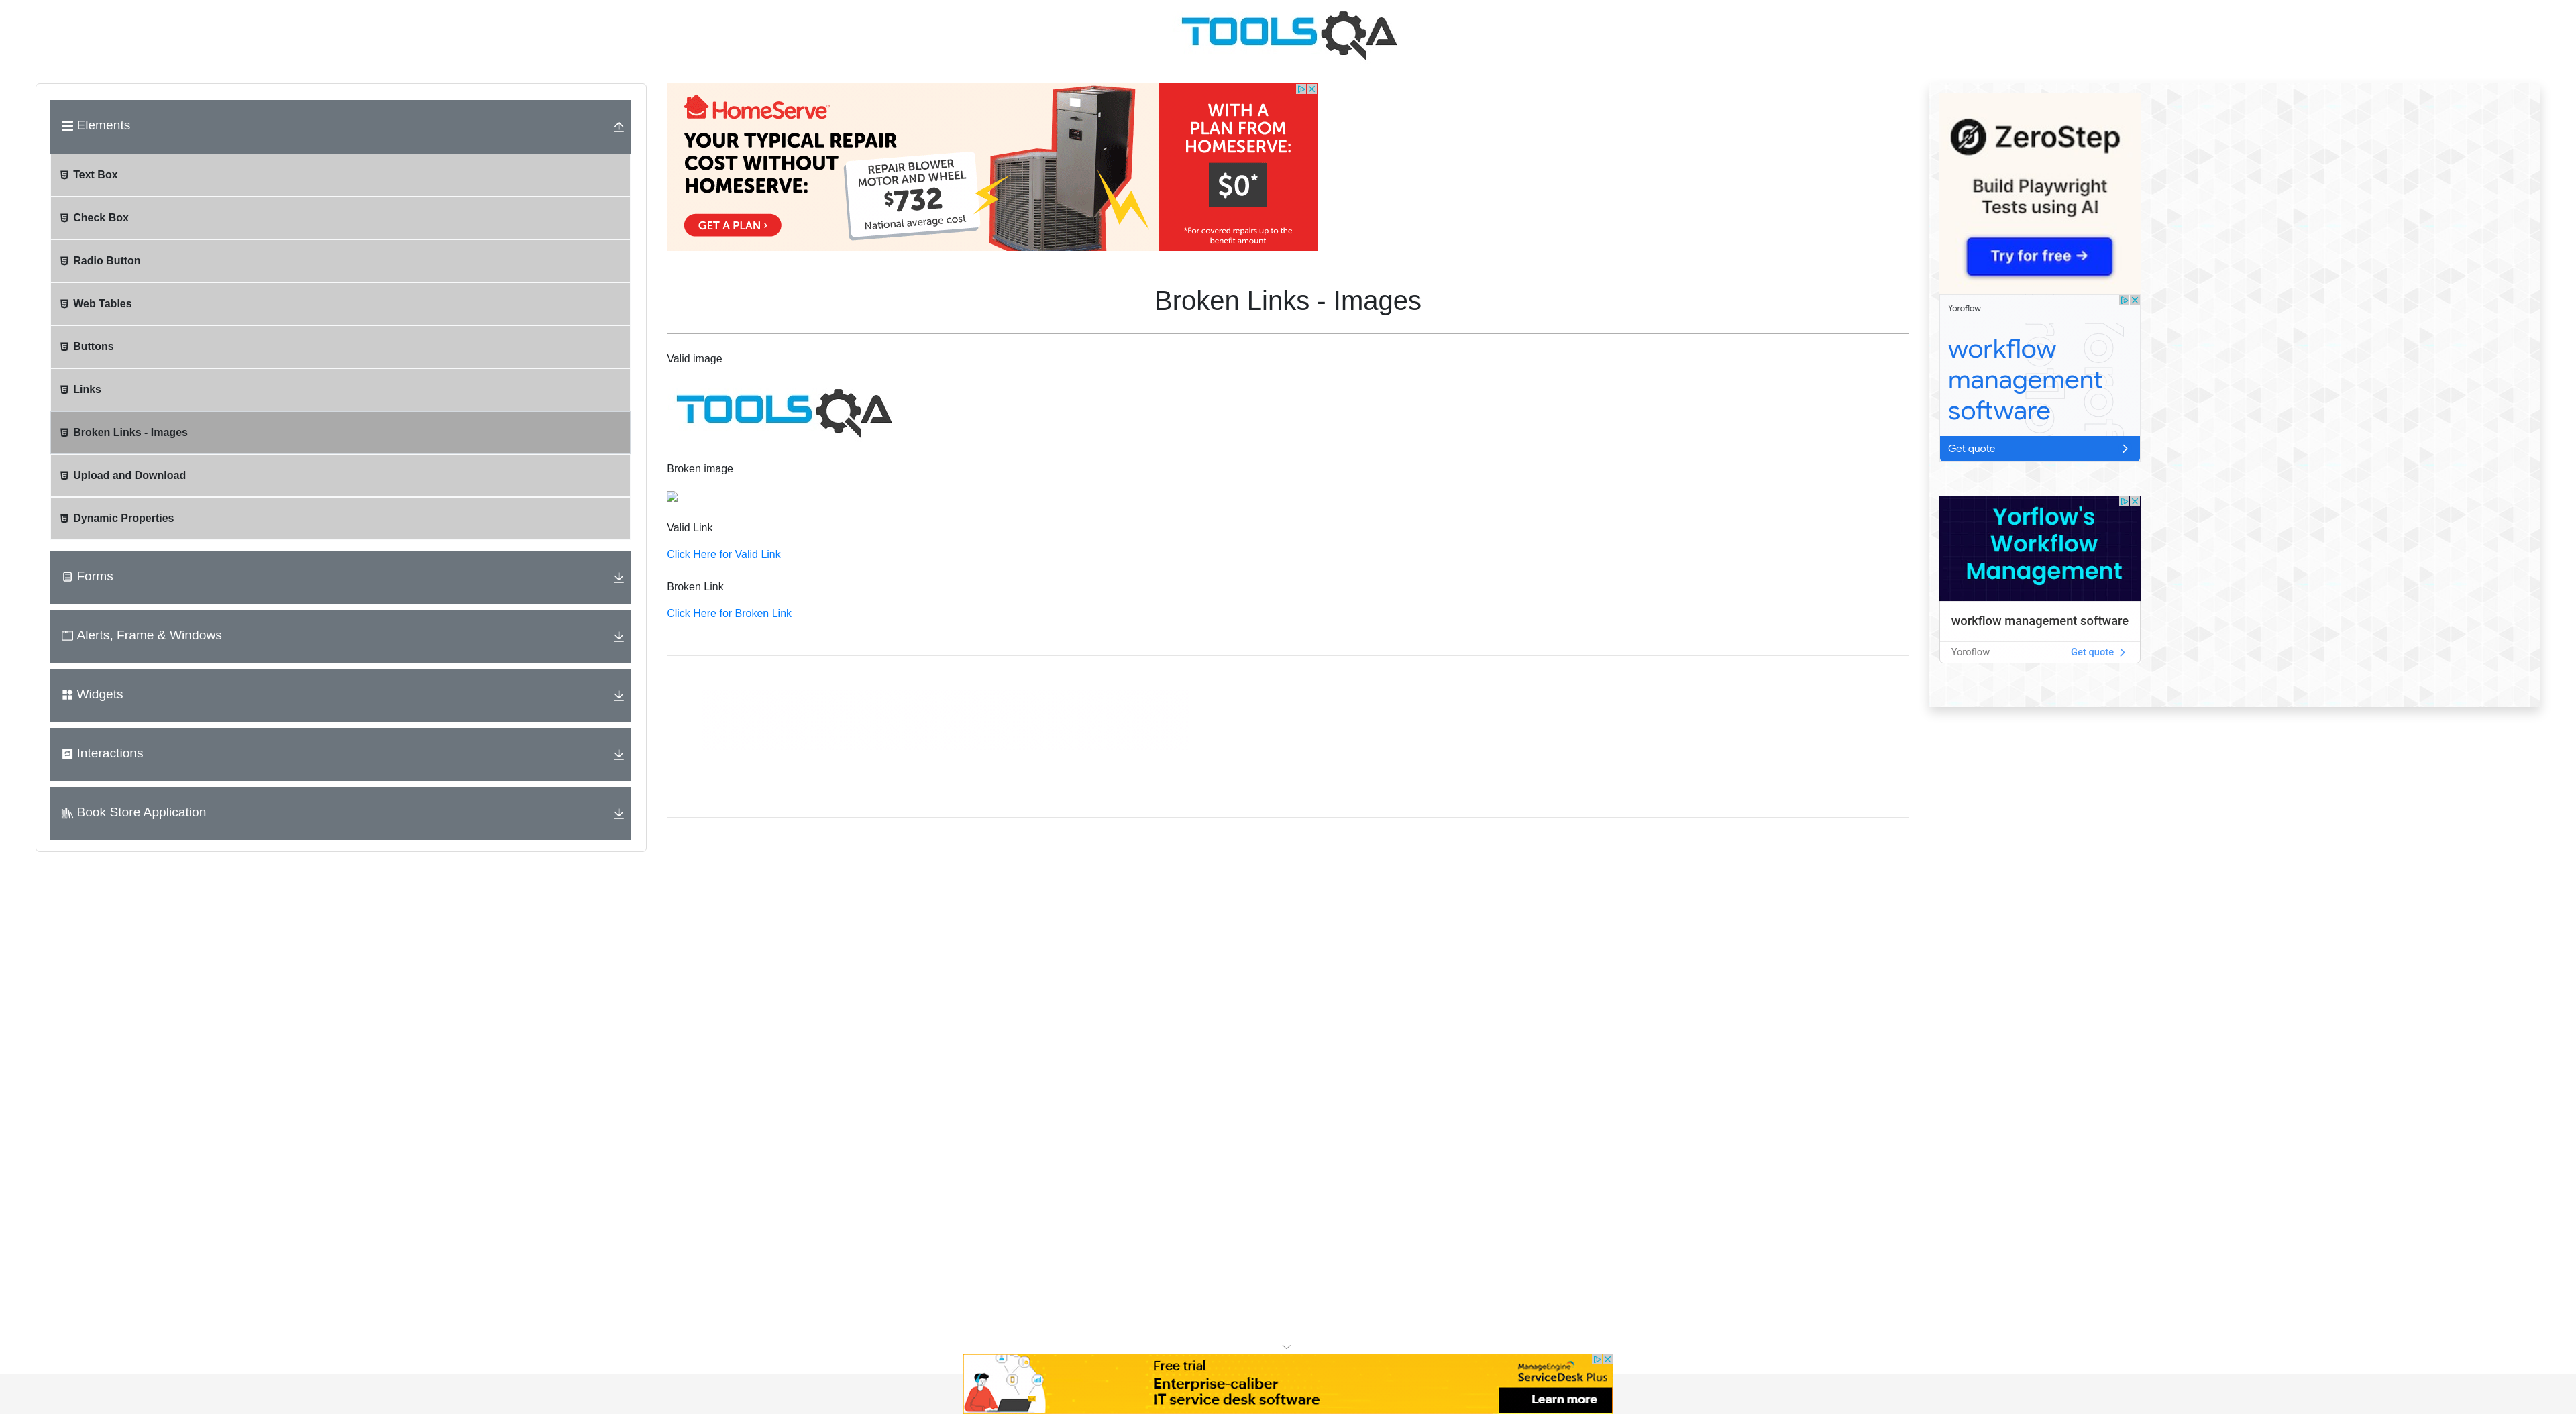 TOOLSQA
Elements
Text Box
Check Box
Radio Button
Web Tables
Buttons
Links
Broken Links - Images
Upload and Download
Dynamic Properties
Forms
Alerts, Frame & Windows
Widgets
Interactions
Book Store Application
HomeServe
YOUR TYPICAL REPAIR
COST WITHOUT
HOMESERVE:
GET A PLAN ›
REPAIR BLOWER
MOTOR AND WHEEL
$732
National average cost
WITH A
PLAN FROM
HOMESERVE:
$0*
*For covered repairs up to the
benefit amount
Broken Links - Images
Valid image
TOOLSQA
Broken image
Valid Link
Click Here for Valid Link
Broken Link
Click Here for Broken Link
ZeroStep
Build Playwright
Tests using AI
Try for free →
Yoroflow
workflow
management
software
Get quote
Yorflow's
Workflow
Management
workflow management software
Yoroflow
Get quote
Free trial
Enterprise-caliber
IT service desk software
ManageEngine
ServiceDesk Plus
Learn more